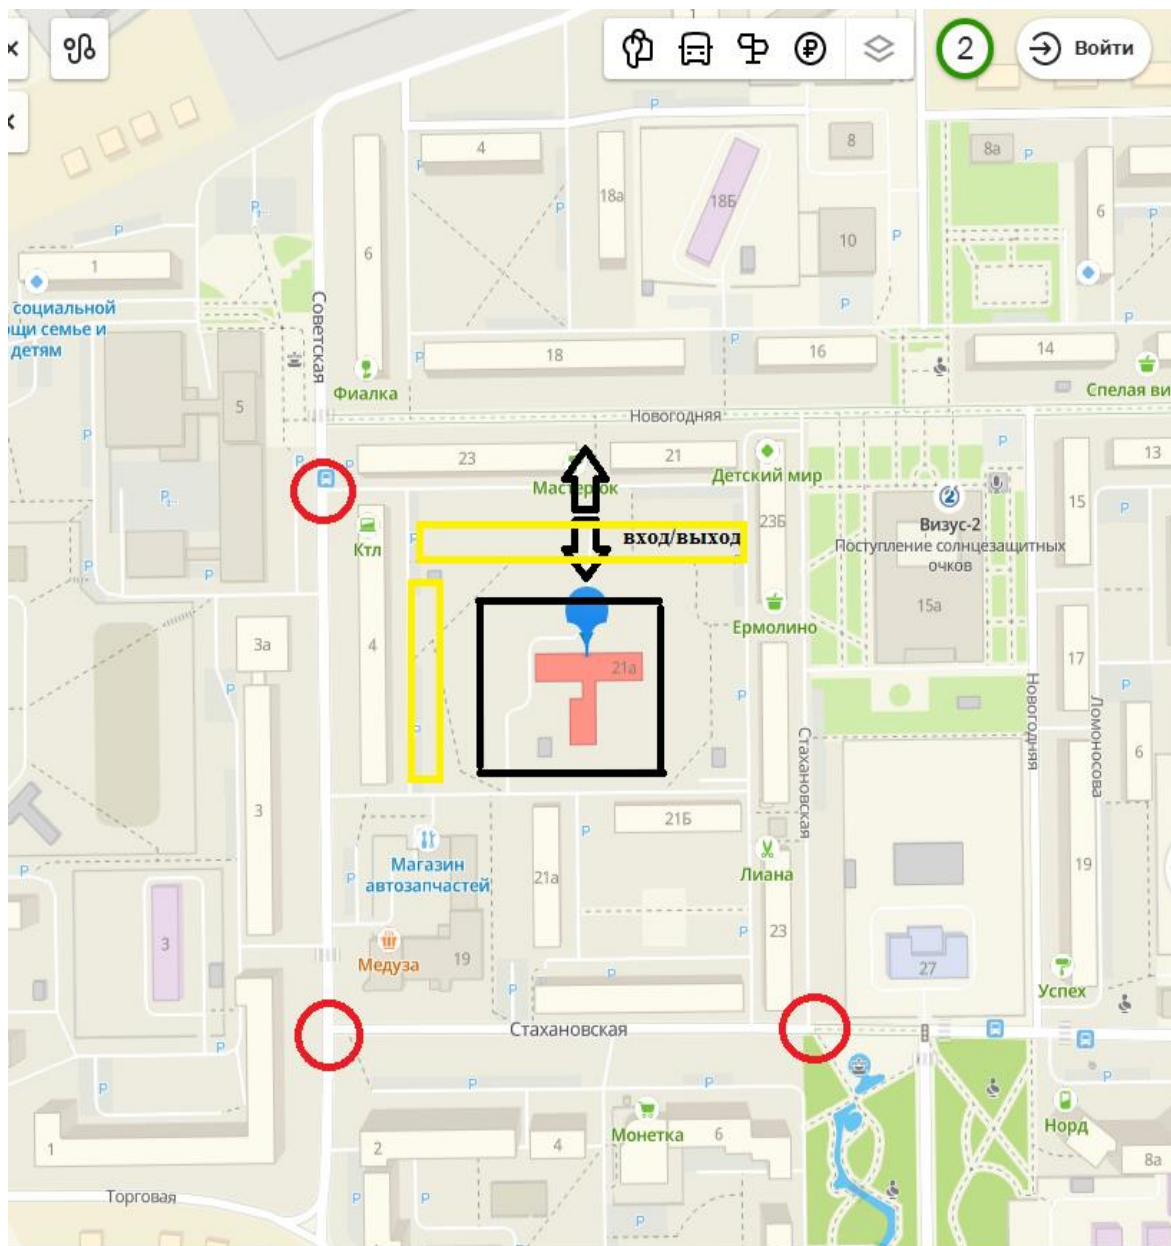 2
Войти
P
4
P
8
8а
P
18а
P
18Б
6
P
P
P
6
P
10
P
1
социальной
щи семье и
детям
Советская
P
P
P
18
P
16
14
Фиалка
Спелая ви
5
Новогодняя
P
P
P
P
23
21
Детский мир
P
13
Мастерок
15
P
P
23Б
вход/выход
Визус-2
Поступление солнцезащитных
очков
Ктл
P
P
15а
3а
4
21а
Ермолино
17
P
P
P
P
Новогодняя
Ломоносова
Стахановская
6
3
21Б
P
Магазин
автозапчастей
P
21а
Лиана
19
P
3
Медуза
19
P
23
27
P
P
Успех
Стахановская
P
P
P
P
P
Монетка
6
Норд
1
2
4
8а
Торговая
P
P
P